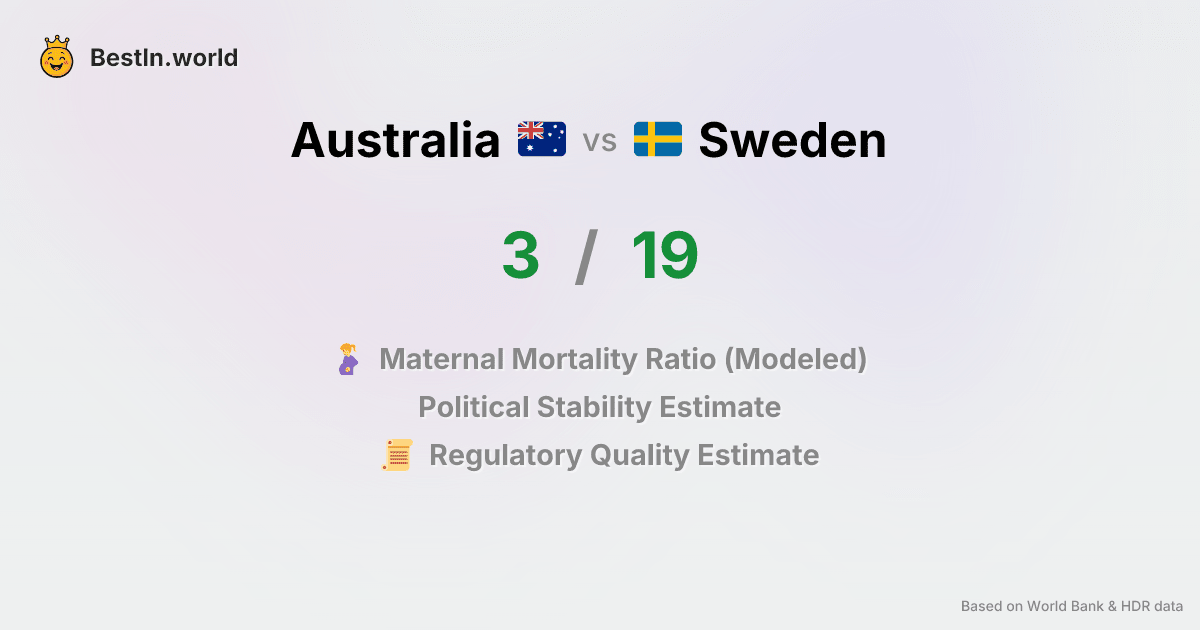 BestIn.world
Australia vs Sweden
3 / 19
Maternal Mortality Ratio (Modeled)
Political Stability Estimate
Regulatory Quality Estimate
Based on World Bank & HDR data